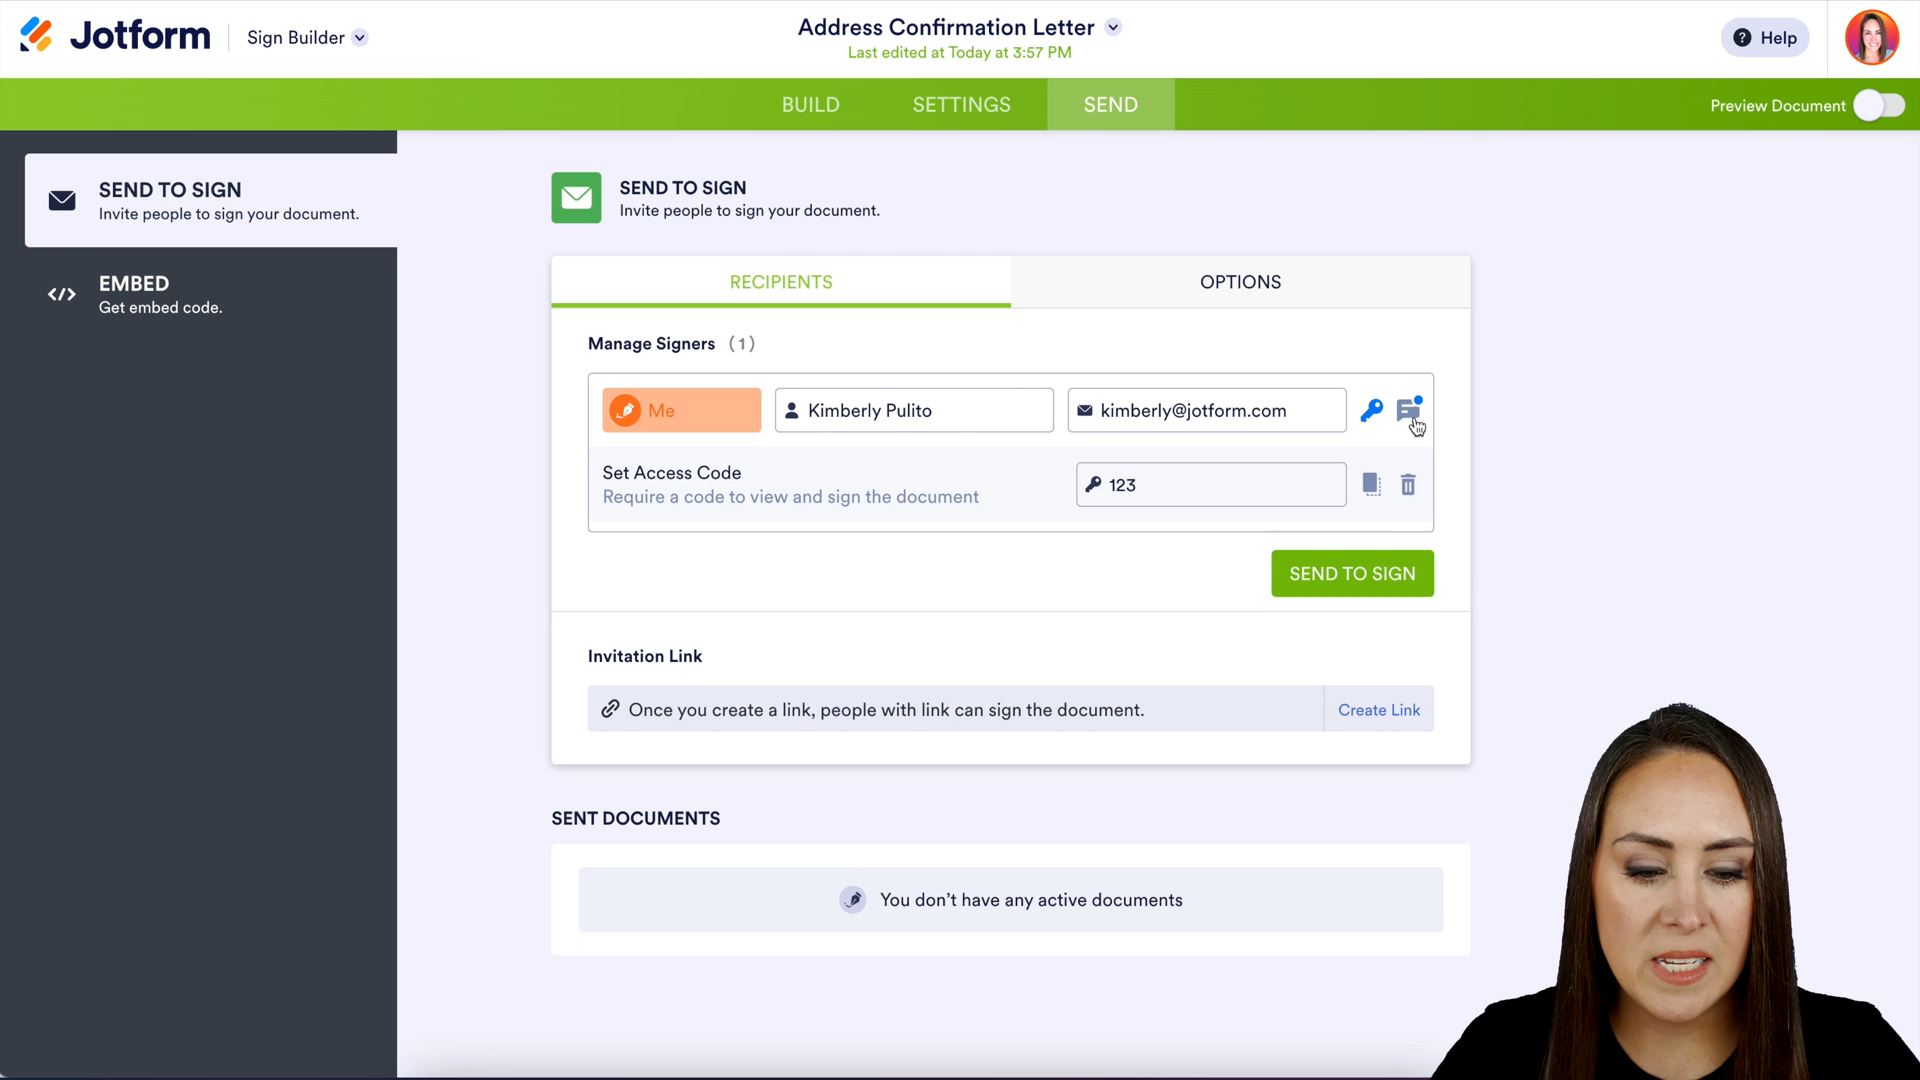 Jotform
Sign Builder
Address Confirmation Letter
Last edited at Today at 3:57 PM
Help
BUILD
SETTINGS
SEND
Preview Document
SEND TO SIGN
Invite people to sign your document.
EMBED
Get embed code.
SEND TO SIGN
Invite people to sign your document.
RECIPIENTS
OPTIONS
Manage Signers (1)
Me
Kimberly Pulito
kimberly@jotform.com
Set Access Code
Require a code to view and sign the document
123
SEND TO SIGN
Invitation Link
Once you create a link, people with link can sign the document.
Create Link
SENT DOCUMENTS
You don't have any active documents